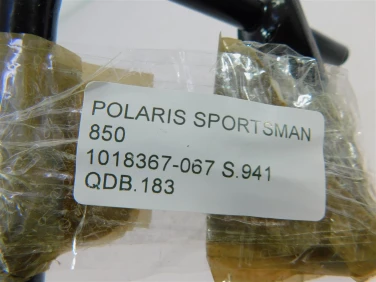 POLARIS SPORTSMAN
850
1018367-067 S.941
QDB.183